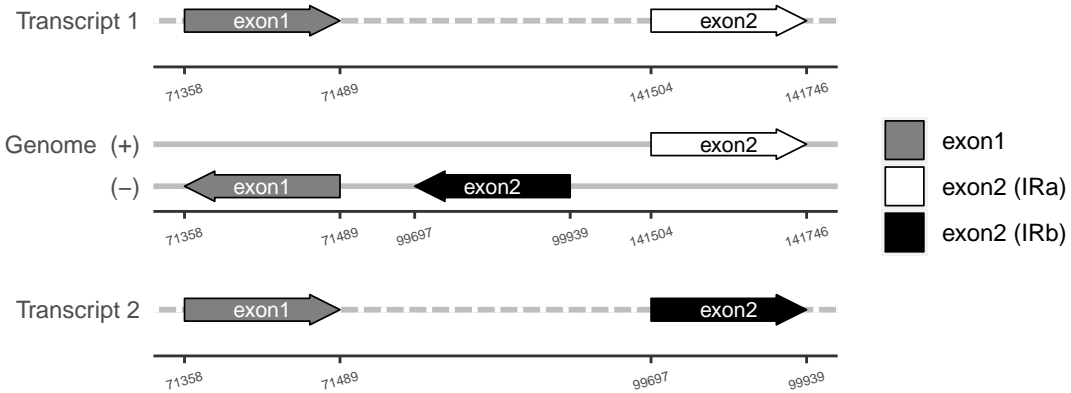 Transcript 1
exon1
exon2
71358
71489
141504
141746
Genome (+)
exon2
(−)
exon1
exon2
71358
71489
99697
99939
141504
141746
exon1
exon2 (IRa)
exon2 (IRb)
Transcript 2
exon1
exon2
71358
71489
99697
99939